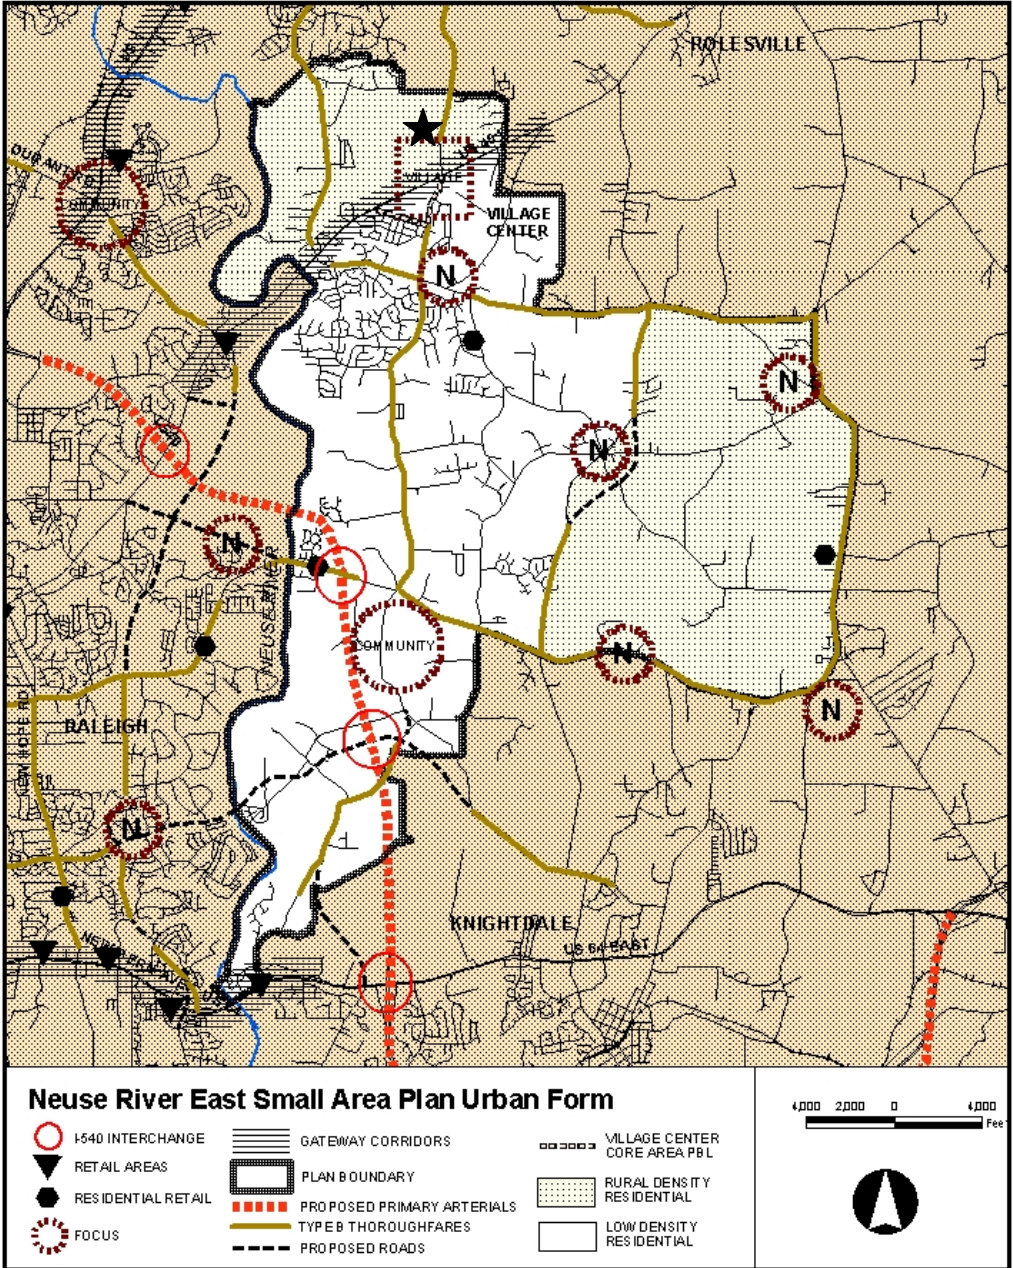 ROLESVILLE
COMMUNITY
VILLAGE
VILLAGE
CENTER
N
N
N
N
NEUSE RIVER
COMMUNITY
N
N
RALEIGH
N
KNIGHTDALE
US 64 EAST
Neuse River East Small Area Plan Urban Form
I-540 INTERCHANGE
RETAIL AREAS
RESIDENTIAL RETAIL
FOCUS
GATEWAY CORRIDORS
PLAN BOUNDARY
PROPOSED PRIMARY ARTERIALS
TYPE B THOROUGHFARES
PROPOSED ROADS
VILLAGE CENTER
CORE AREA PBL
RURAL DENSITY
RESIDENTIAL
LOW DENSITY
RESIDENTIAL
4,000 2,000 0 4,000
Feet